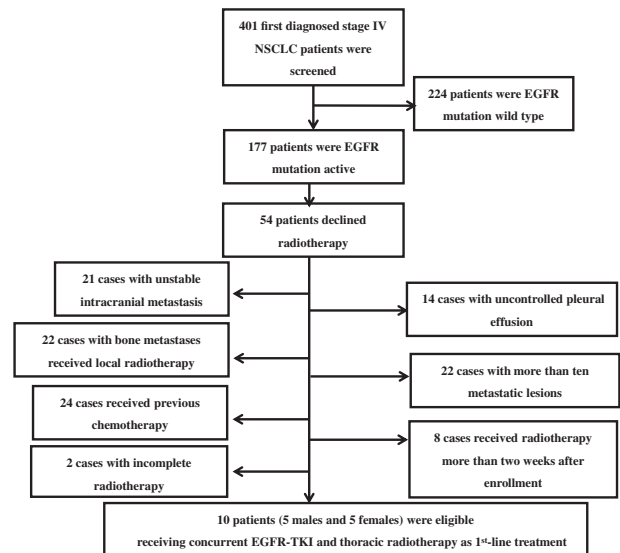 401 first diagnosed stage IV
NSCLC patients were
screened
224 patients were EGFR
mutation wild type
177 patients were EGFR
mutation active
54 patients declined
radiotherapy
21 cases with unstable
intracranial metastasis
14 cases with uncontrolled pleural
effusion
22 cases with bone metastases
received local radiotherapy
22 cases with more than ten
metastatic lesions
24 cases received previous
chemotherapy
8 cases received radiotherapy
more than two weeks after
enrollment
2 cases with incomplete
radiotherapy
10 patients (5 males and 5 females) were eligible
receiving concurrent EGFR-TKI and thoracic radiotherapy as 1st-line treatment